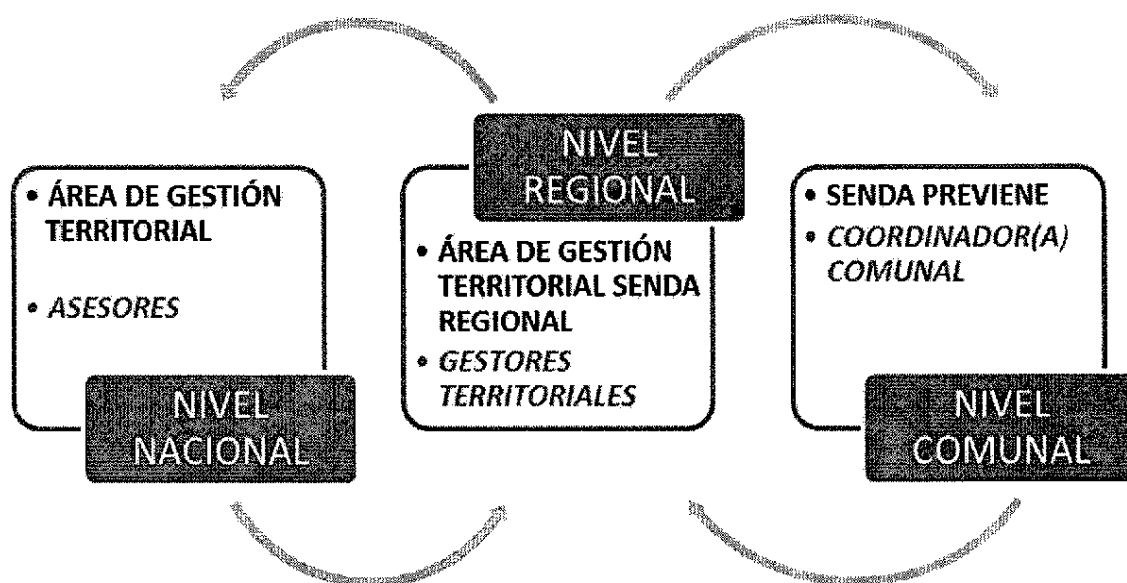 • ÁREA DE GESTIÓN
TERRITORIAL
• ASESORES
NIVEL
NACIONAL
NIVEL
REGIONAL
• ÁREA DE GESTIÓN
TERRITORIAL SENDA
REGIONAL
• GESTORES
TERRITORIALES
• SENDA PREVIENE
• COORDINADOR(A)
COMUNAL
NIVEL
COMUNAL